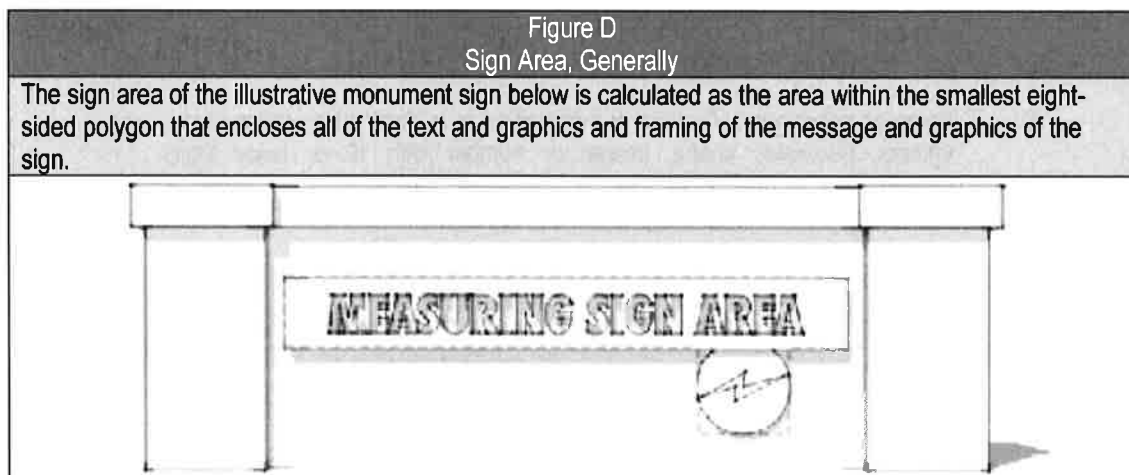 Figure D
Sign Area, Generally
The sign area of the illustrative monument sign below is calculated as the area within the smallest eight-
sided polygon that encloses all of the text and graphics and framing of the message and graphics of the
sign.
MEASURING SIGN AREA